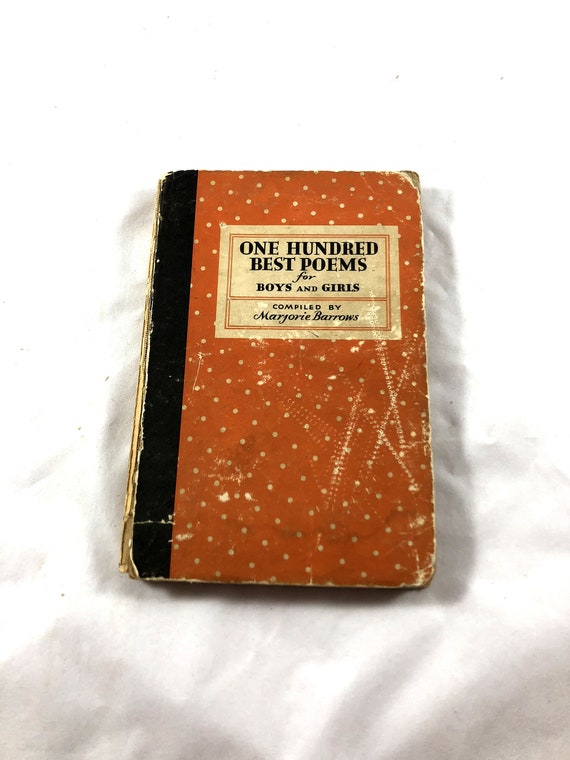 ONE HUNDRED
BEST POEMS
for
BOYS AND GIRLS
COMPILED BY
Marjorie Barrows